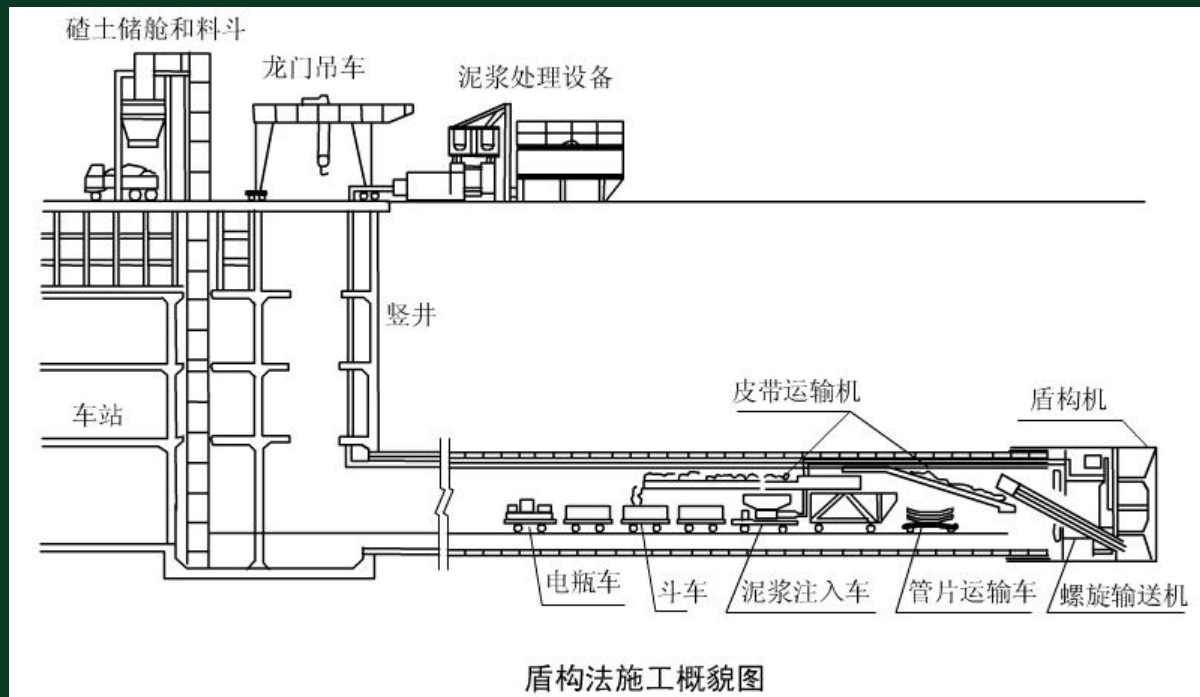 碴土储舱和料斗
龙门吊车
泥浆处理设备
竖井
车站
皮带运输机
盾构机
电瓶车
斗车
泥浆注入车
管片运输车
螺旋输送机
盾构法施工概貌图